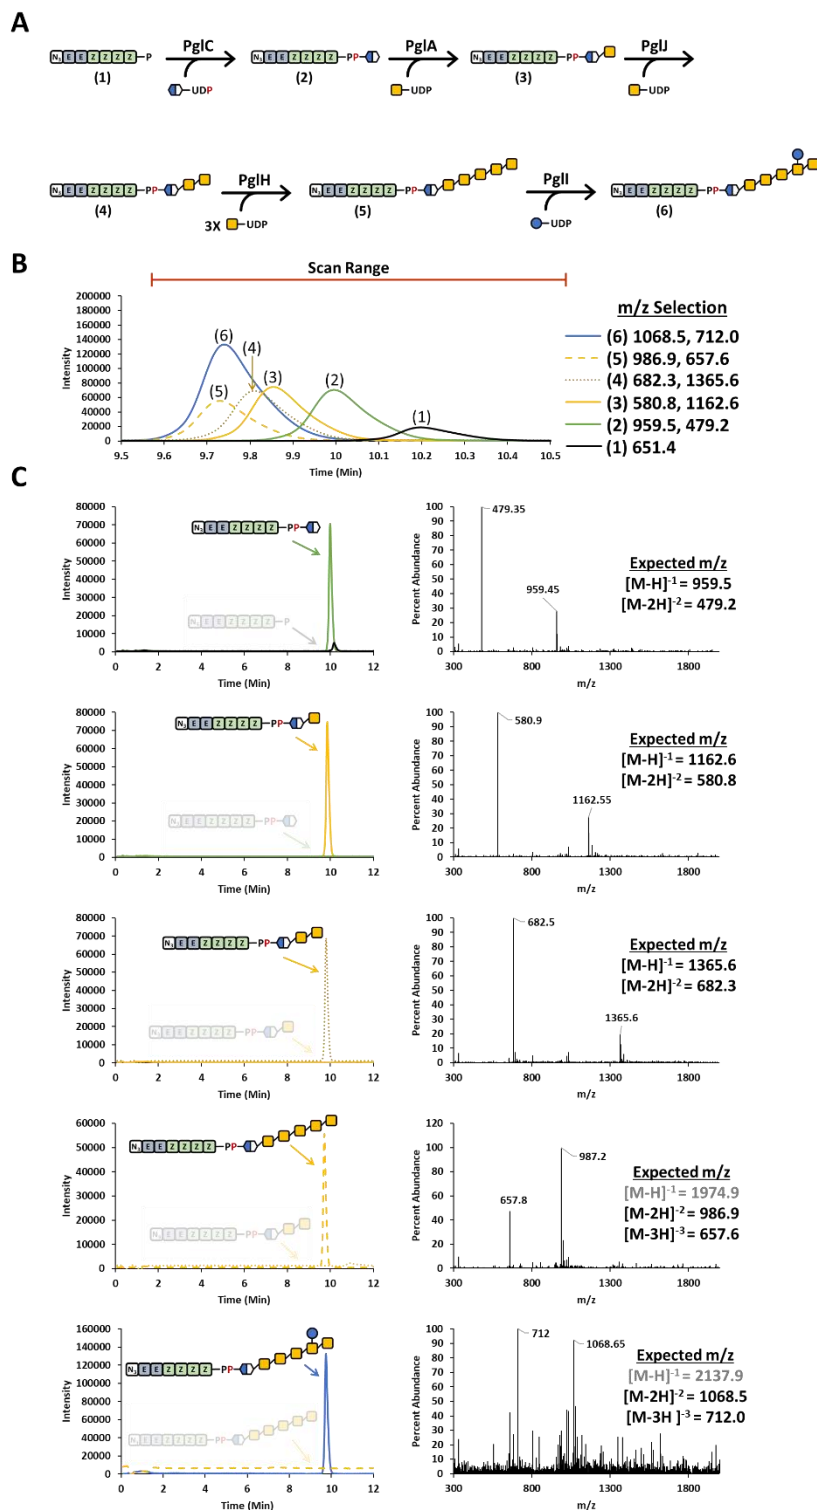 A
PglC
PglA
PglJ
N3 E E Z Z Z Z P
N3 E E Z Z Z Z PP
N3 E E Z Z Z Z PP
(1)
(2)
(3)
UDP
UDP
UDP
PglH
PglI
N3 E E Z Z Z Z PP
N3 E E Z Z Z Z PP
N3 E E Z Z Z Z PP
(4)
(5)
(6)
3X UDP
UDP
B
Scan Range
200000
180000
160000
140000
120000
100000
80000
60000
40000
20000
0
Intensity
(6)
(4)
(5)
(3)
(2)
(1)
9.5 9.6 9.7 9.8 9.9 10 10.1 10.2 10.3 10.4 10.5
Time (Min)
m/z Selection
(6) 1068.5, 712.0
(5) 986.9, 657.6
(4) 682.3, 1365.6
(3) 580.8, 1162.6
(2) 959.5, 479.2
(1) 651.4
C
80000
70000
60000
50000
40000
30000
20000
10000
0
Intensity
N3 E E Z Z Z Z PP
N3 E E Z Z Z Z P
0 2 4 6 8 10 12
Time (Min)
100
90
80
70
60
50
40
30
20
10
0
Percent Abundance
479.35
959.45
300 800 1300 1800
m/z
Expected m/z
[M-H]-1 = 959.5
[M-2H]-2 = 479.2
80000
70000
60000
50000
40000
30000
20000
10000
0
Intensity
N3 E E Z Z Z Z PP
N3 E E Z Z Z Z PP
0 2 4 6 8 10 12
Time (Min)
100
90
80
70
60
50
40
30
20
10
0
Percent Abundance
580.9
1162.55
300 800 1300 1800
m/z
Expected m/z
[M-H]-1 = 1162.6
[M-2H]-2 = 580.8
80000
70000
60000
50000
40000
30000
20000
10000
0
Intensity
N3 E E Z Z Z Z PP
N3 E E Z Z Z Z PP
0 2 4 6 8 10 12
Time (Min)
100
90
80
70
60
50
40
30
20
10
0
Percent Abundance
682.5
1365.6
300 800 1300 1800
m/z
Expected m/z
[M-H]-1 = 1365.6
[M-2H]-2 = 682.3
60000
50000
40000
30000
20000
10000
0
Intensity
N3 E E Z Z Z Z PP
N3 E E Z Z Z Z PP
0 2 4 6 8 10 12
Time (Min)
120
100
80
60
40
20
0
Percent Abundance
987.2
657.8
300 800 1300 1800
m/z
Expected m/z
[M-H]-1 = 1974.9
[M-2H]-2 = 986.9
[M-3H]-3 = 657.6
160000
140000
120000
100000
80000
60000
40000
20000
0
Intensity
N3 E E Z Z Z Z PP
N3 E E Z Z Z Z PP
0 2 4 6 8 10 12
Time (Min)
100
90
80
70
60
50
40
30
20
10
0
Percent Abundance
712
1068.65
300 800 1300 1800
m/z
Expected m/z
[M-H]-1 = 2137.9
[M-2H]-2 = 1068.5
[M-3H ]-3 = 712.0